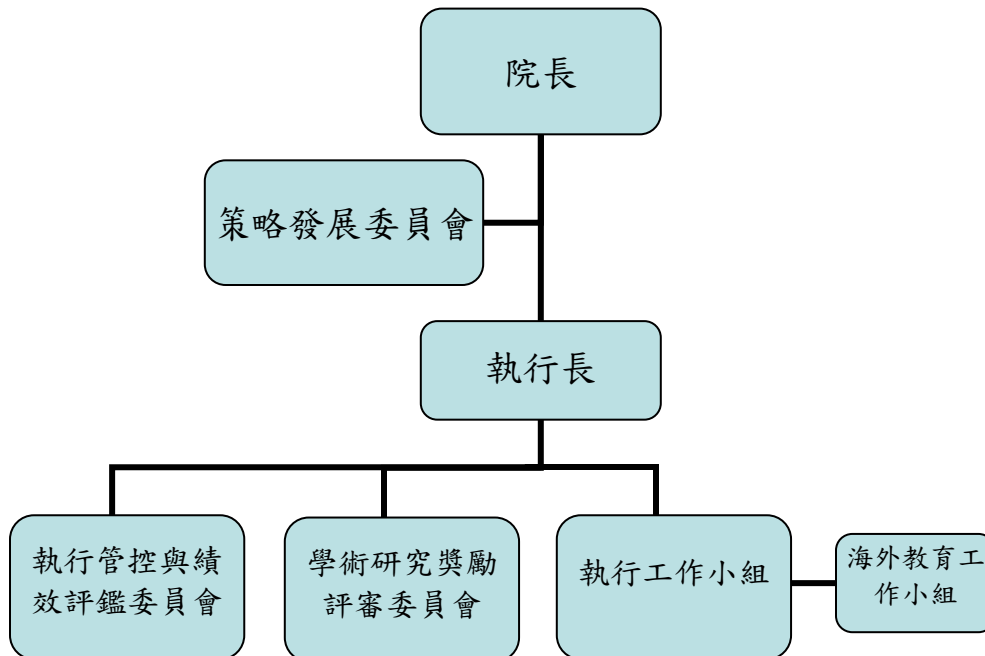 院長
策略發展委員會
執行長
執行管控與績
效評鑑委員會
學術研究獎勵
評審委員會
執行工作小組
海外教育工
作小組